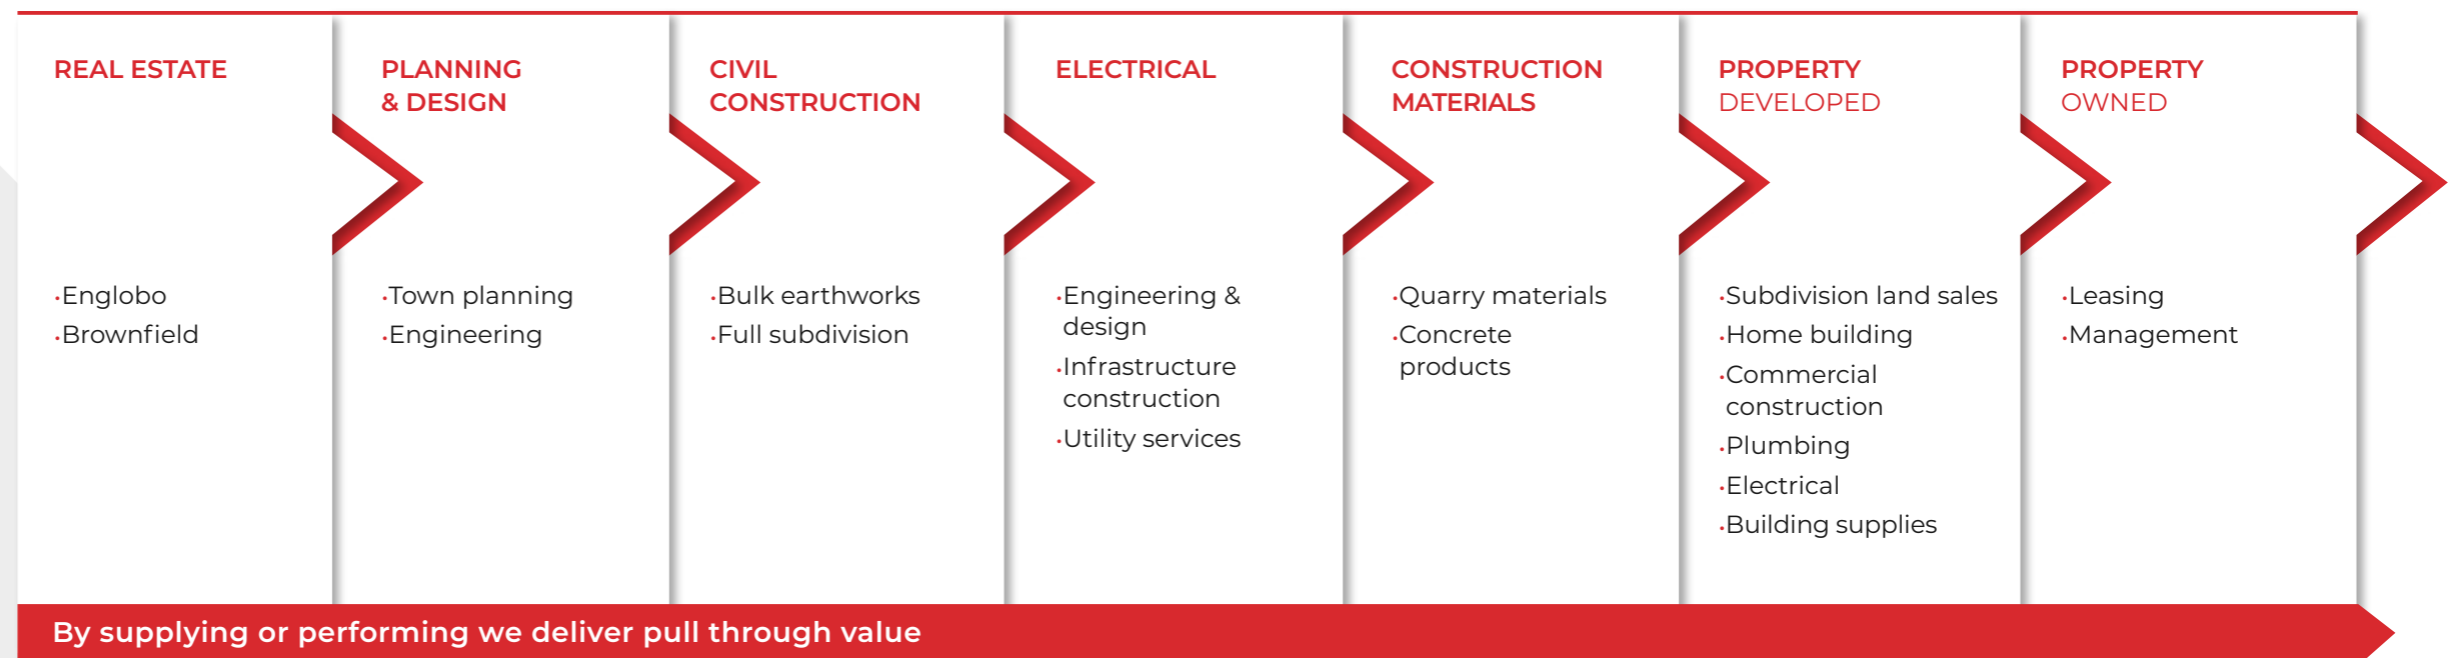 REAL ESTATE
·Englobo
·Brownfield
PLANNING
& DESIGN
·Town planning
·Engineering
CIVIL
CONSTRUCTION
·Bulk earthworks
·Full subdivision
ELECTRICAL
·Engineering &
design
·Infrastructure
construction
·Utility services
CONSTRUCTION
MATERIALS
·Quarry materials
·Concrete
products
PROPERTY
DEVELOPED
·Subdivision land sales
·Home building
·Commercial
construction
·Plumbing
·Electrical
·Building supplies
PROPERTY
OWNED
·Leasing
·Management
By supplying or performing we deliver pull through value